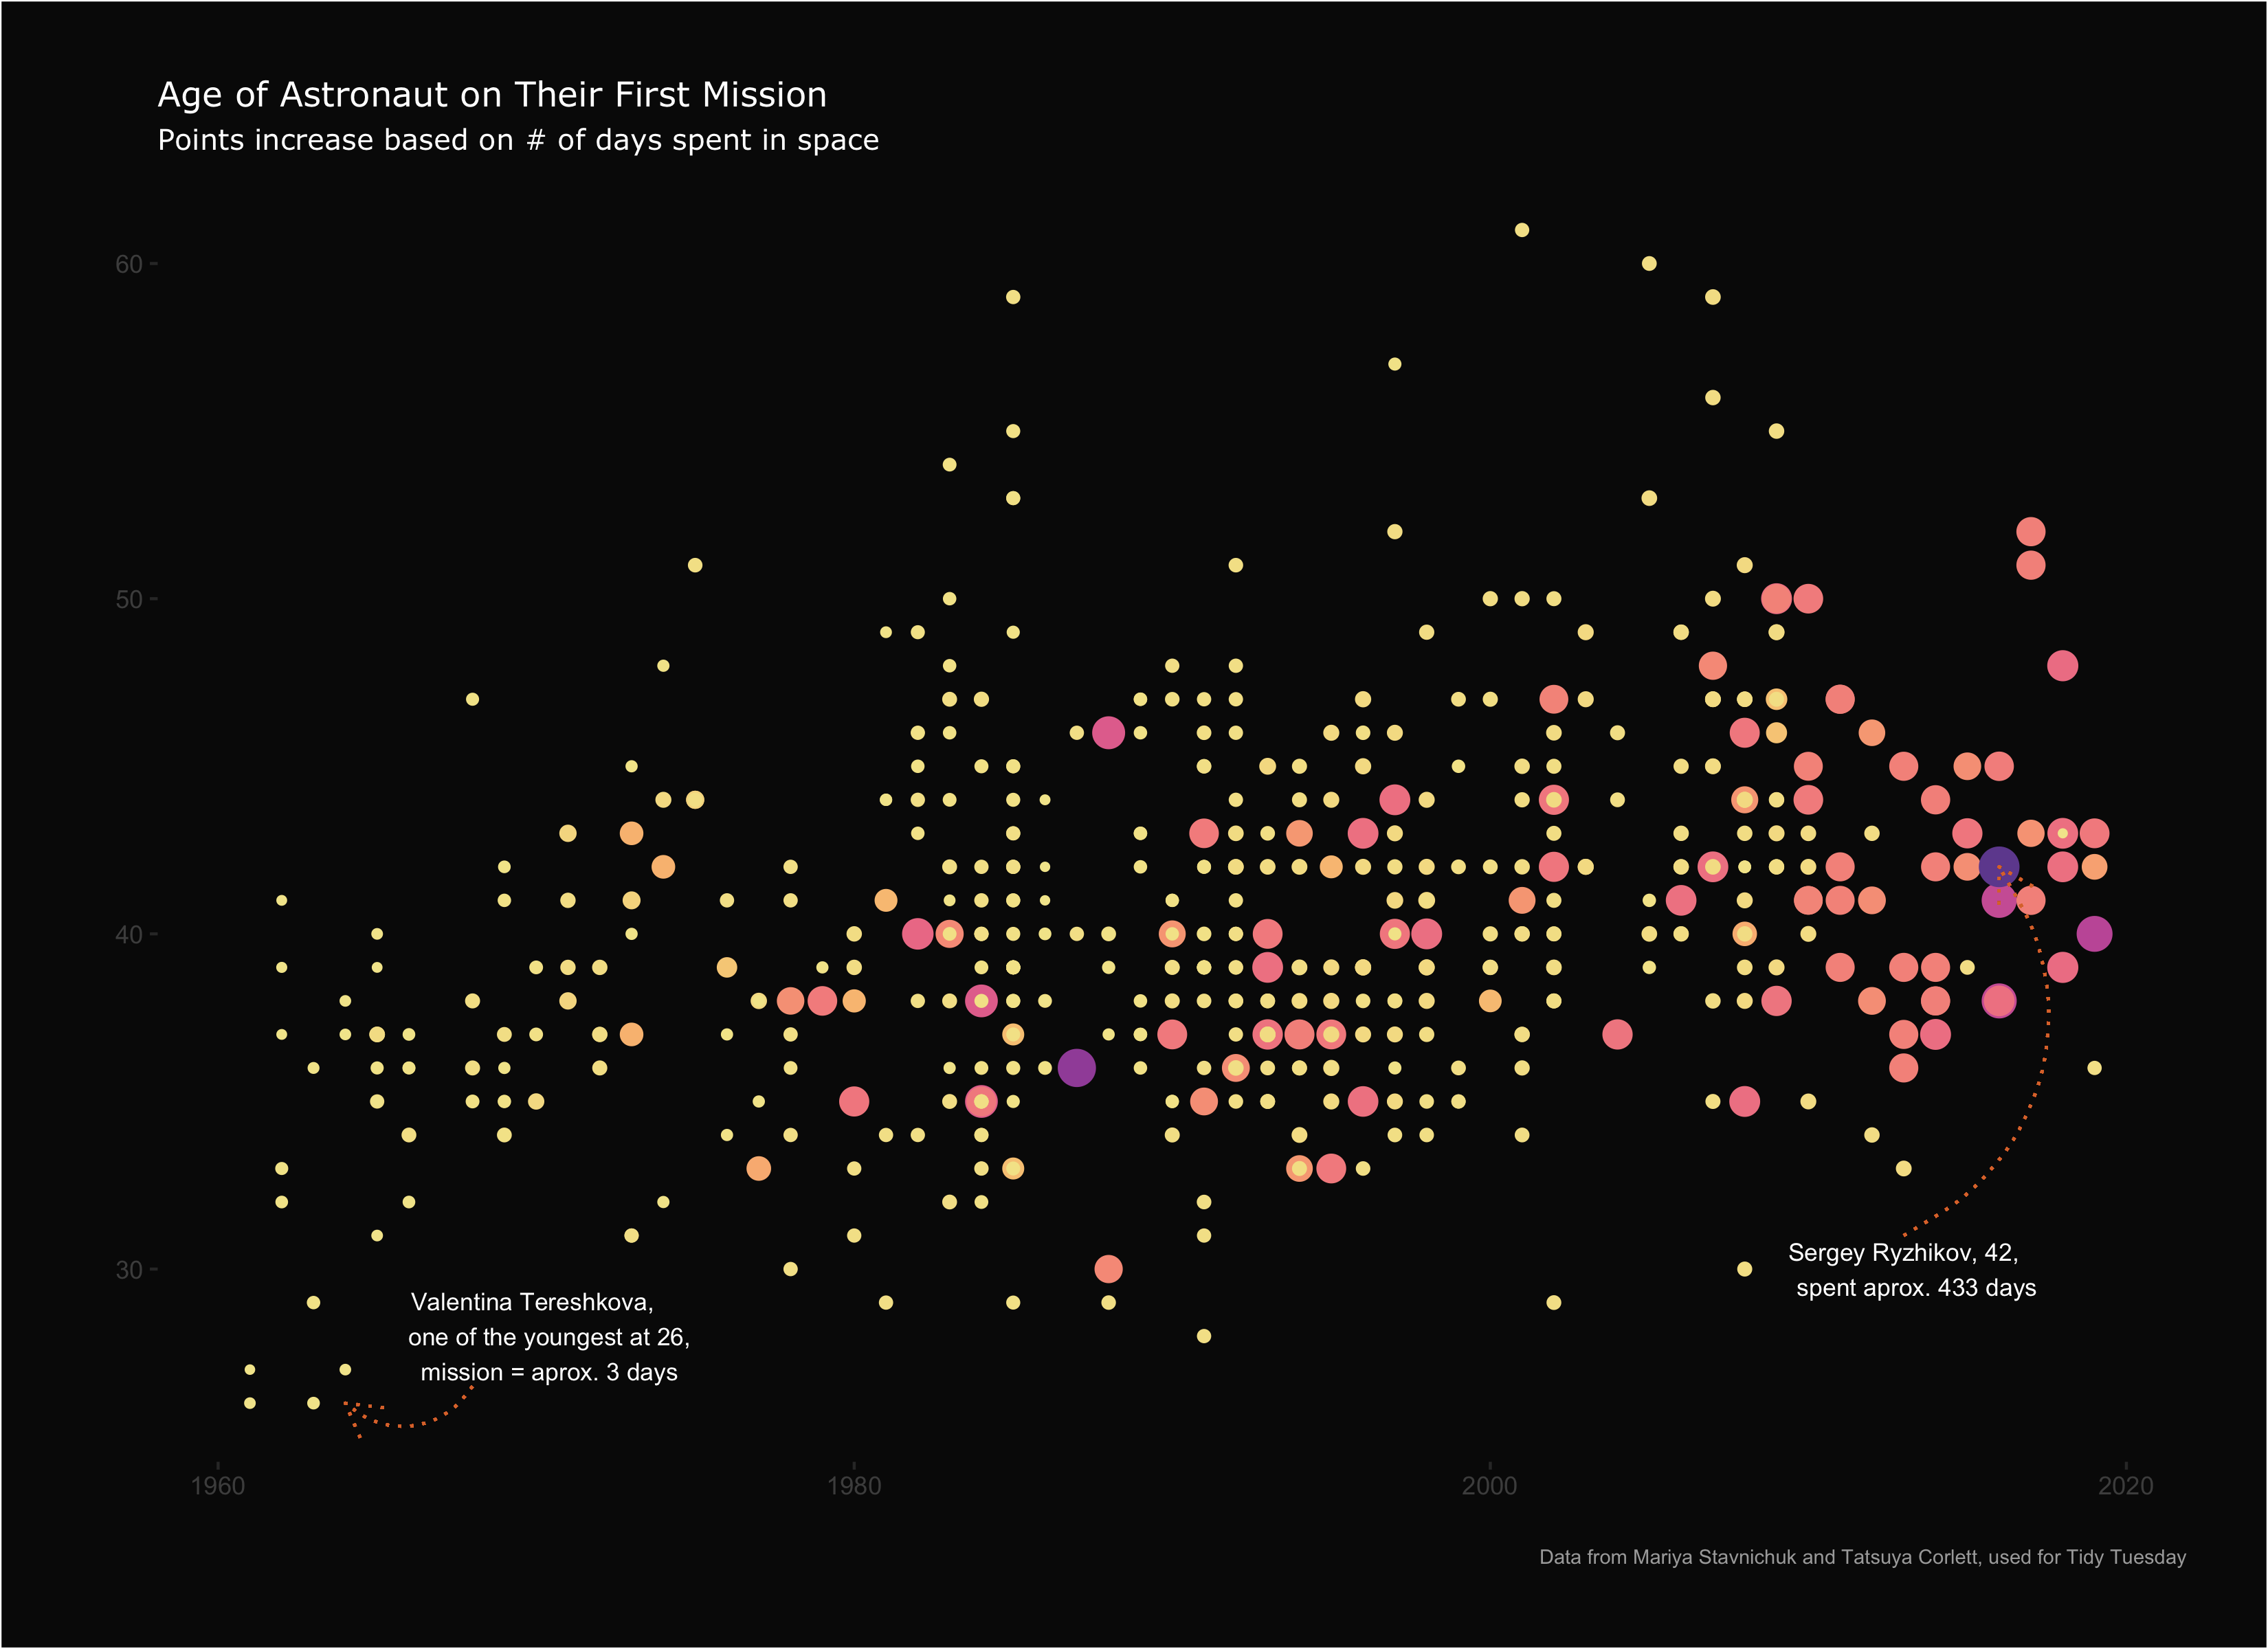 Age of Astronaut on Their First Mission
Points increase based on # of days spent in space
60
50
40
30
Valentina Tereshkova,
one of the youngest at 26,
mission = aprox. 3 days
Sergey Ryzhikov, 42,
spent aprox. 433 days
1960
1980
2000
2020
Data from Mariya Stavnichuk and Tatsuya Corlett, used for Tidy Tuesday